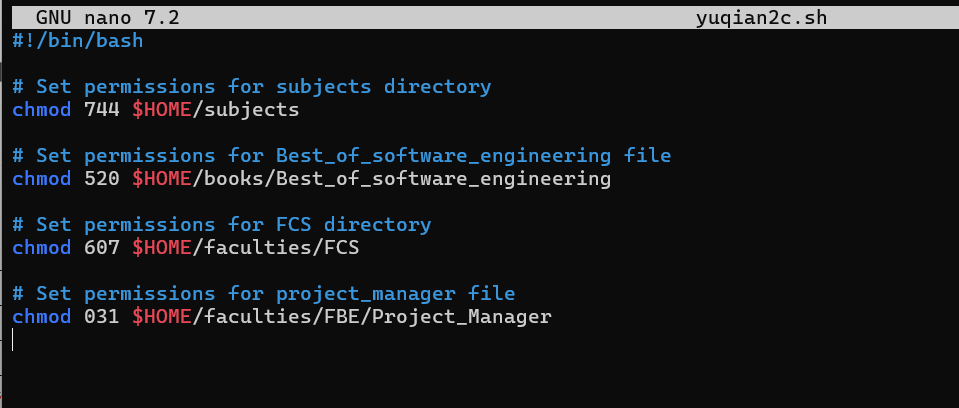 GNU nano 7.2 yuqian2c.sh
#!/bin/bash
# Set permissions for subjects directory
chmod 744 $HOME/subjects
# Set permissions for Best_of_software_engineering file
chmod 520 $HOME/books/Best_of_software_engineering
# Set permissions for FCS directory
chmod 607 $HOME/faculties/FCS
# Set permissions for project_manager file
chmod 031 $HOME/faculties/FBE/Project_Manager